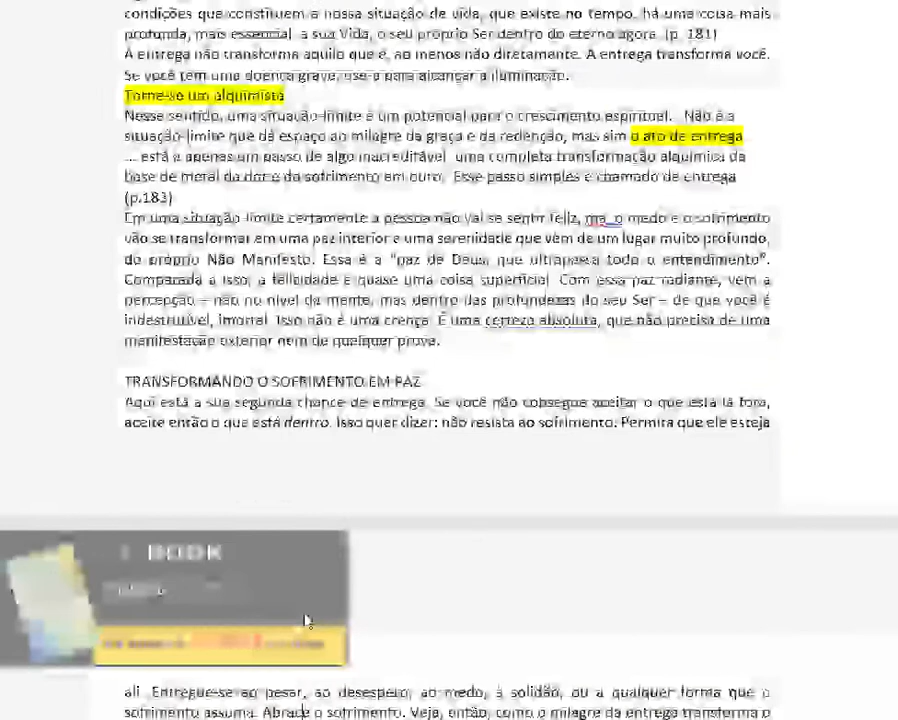 condições que constituem a nossa situação de vida, que existe no tempo, há uma coisa mais
profunda, mais essencial a sua Vida, o seu próprio Ser dentro do eterno agora. (p. 181)
A entrega não transforma aquilo que é, ao menos não diretamente. A entrega transforma você.
Se você tem uma doença grave, use-a para alcançar a iluminação.
Torne-se um alquimista
Nesse sentido, uma situação-limite é um potencial para o crescimento espiritual. Não é a
situação-limite que dá espaço ao milagre da graça e da redenção, mas sim o ato de entrega
... está a apenas um passo de algo inacreditável uma completa transformação alquímica da
base de metal da dor e do sofrimento em ouro. Esse passo simples é chamado de entrega
(p.183)
Em uma situação-limite certamente a pessoa não vai se sentir feliz, ma o medo e o sofrimento
vão se transformar em uma paz interior e uma serenidade que vêm de um lugar muito profundo,
do próprio Não Manifesto. Essa é a "paz de Deus, que ultrapassa todo o entendimento".
Comparada a isso, a felicidade é quase uma coisa superficial. Com essa paz radiante, vem a
percepção – não no nível da mente, mas dentro das profundezas do seu Ser – de que você é
indestrutível, imortal. Isso não é uma crença. É uma certeza absoluta, que não precisa de uma
manifestação exterior nem de qualquer prova.
TRANSFORMANDO O SOFRIMENTO EM PAZ
Aqui está a sua segunda chance de entrega. Se você não consegue aceitar o que está lá fora,
aceite então o que está dentro. Isso quer dizer: não resista ao sofrimento. Permita que ele esteja
BOOK
ali. Entregue-se ao pesar, ao desespero, ao medo, à solidão, ou a qualquer forma que o
sofrimento assuma. Abrace o sofrimento. Veja, então, como o milagre da entrega transforma o